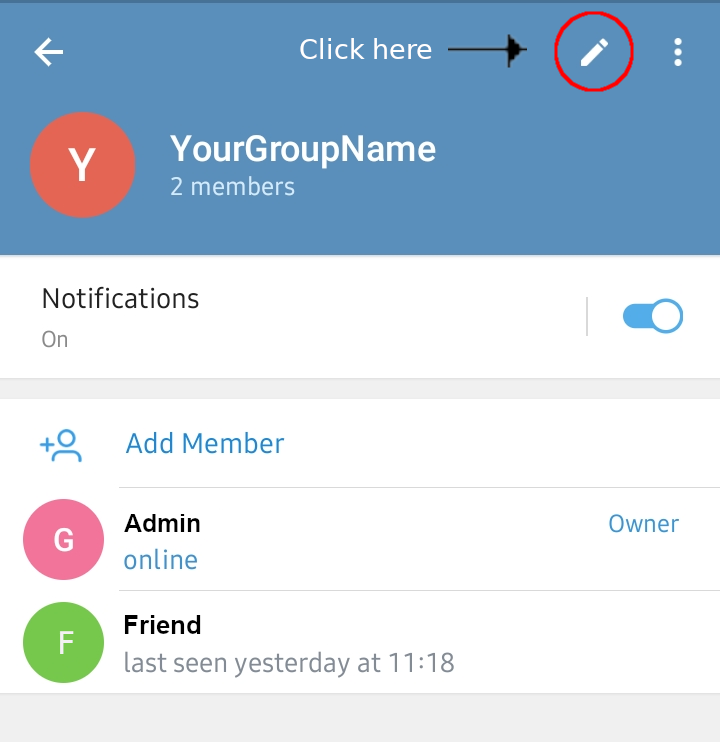 Click here
Y
YourGroupName
2 members
Notifications
On
Add Member
G
Admin
Owner
online
F
Friend
last seen yesterday at 11:18